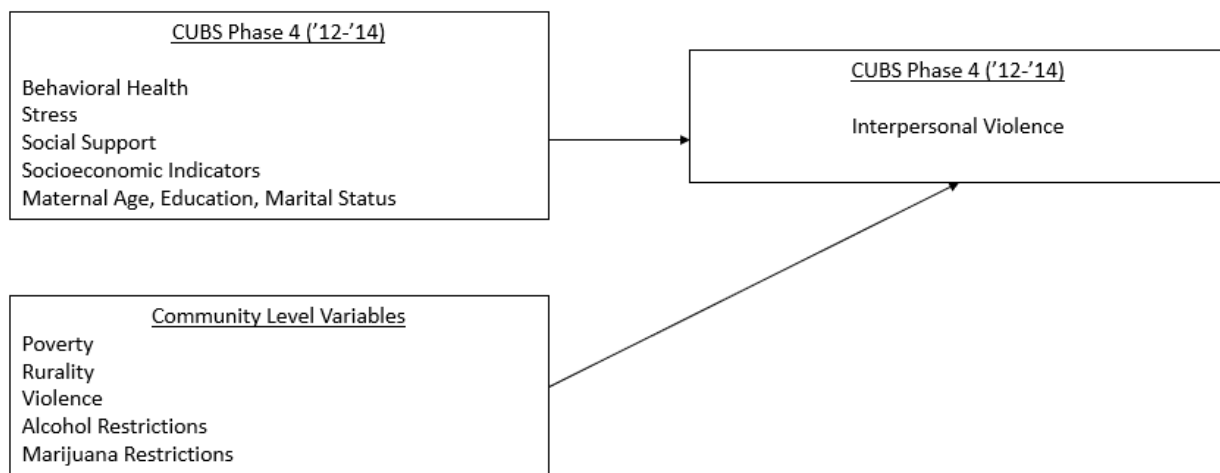 CUBS Phase 4 (’12-’14)
Behavioral Health
Stress
Social Support
Socioeconomic Indicators
Maternal Age, Education, Marital Status
CUBS Phase 4 (’12-’14)
Interpersonal Violence
Community Level Variables
Poverty
Rurality
Violence
Alcohol Restrictions
Marijuana Restrictions